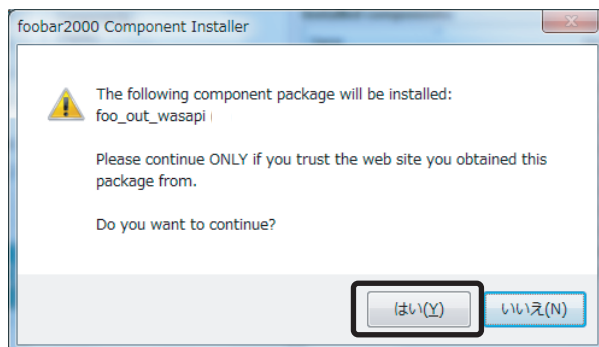 foobar2000 Component Installer
The following component package will be installed:
foo_out_wasapi
Please continue ONLY if you trust the web site you obtained this
package from.
Do you want to continue?
はい(Y)
いいえ(N)